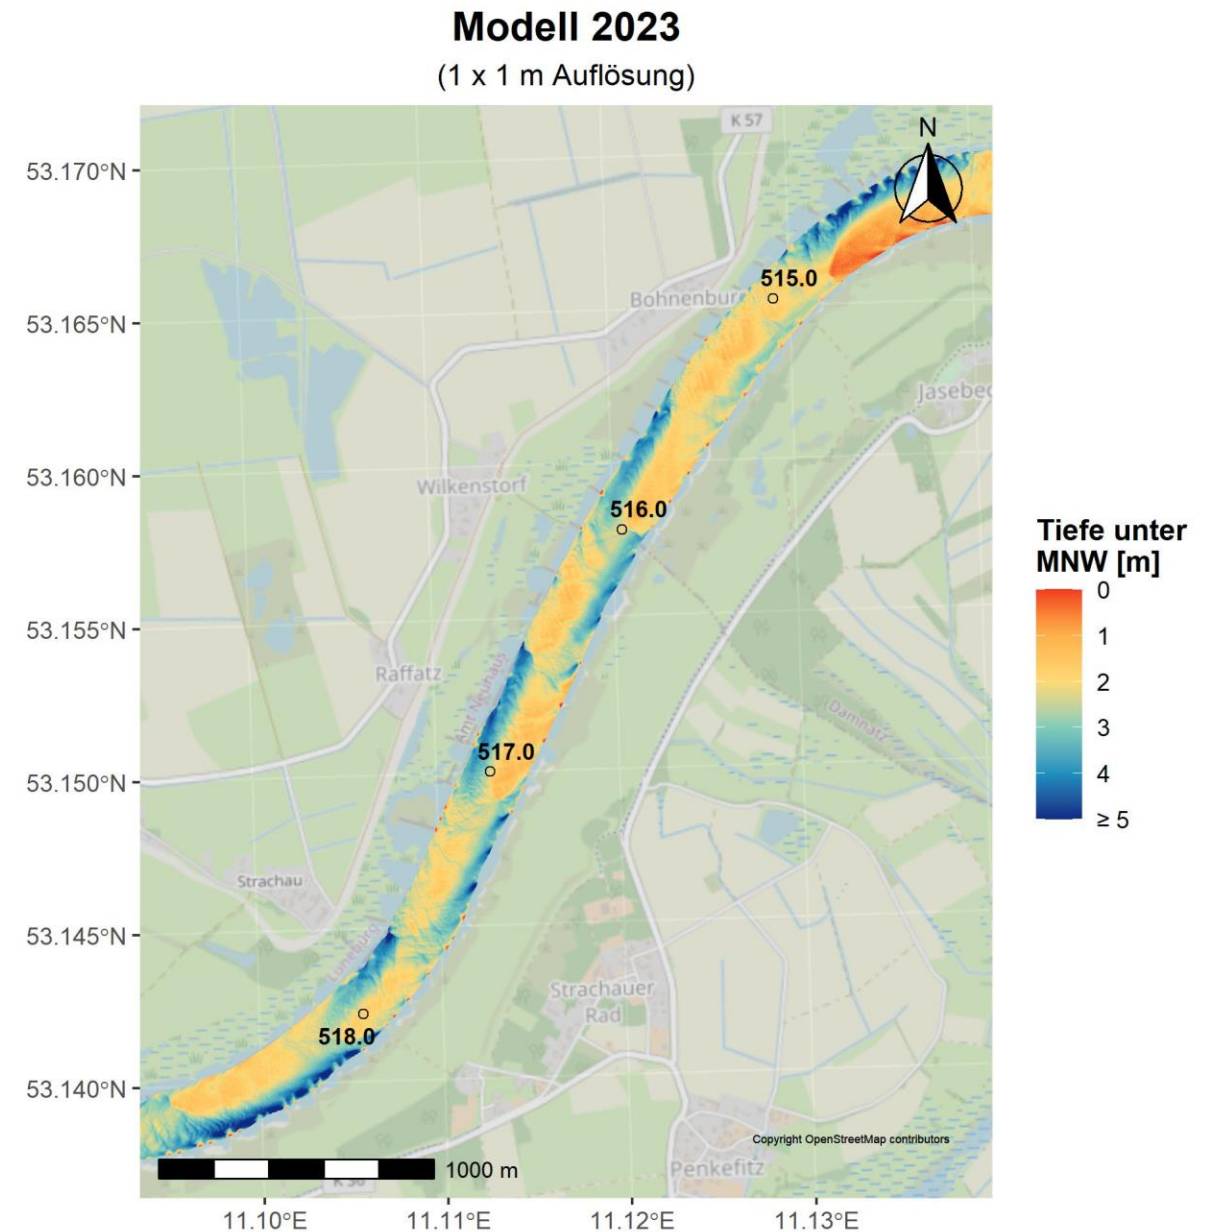 Modell 2023
(1 x 1 m Auflösung)
K 57
N
53.170°N
515.0
53.165°N
Bohnenburg
Jasebec
516.0
53.160°N
Wilkenstorf
Tiefe unter
MNW [m]
0
1
2
3
4
≥ 5
53.155°N
Raffatz
Amt Neuhaus
Damnatz
517.0
53.150°N
Strachau
53.145°N
Lüneburg
Strachauer
Rad
518.0
53.140°N
Copyright OpenStreetMap contributors
1000 m
Penkefitz
11.10°E
11.11°E
11.12°E
11.13°E